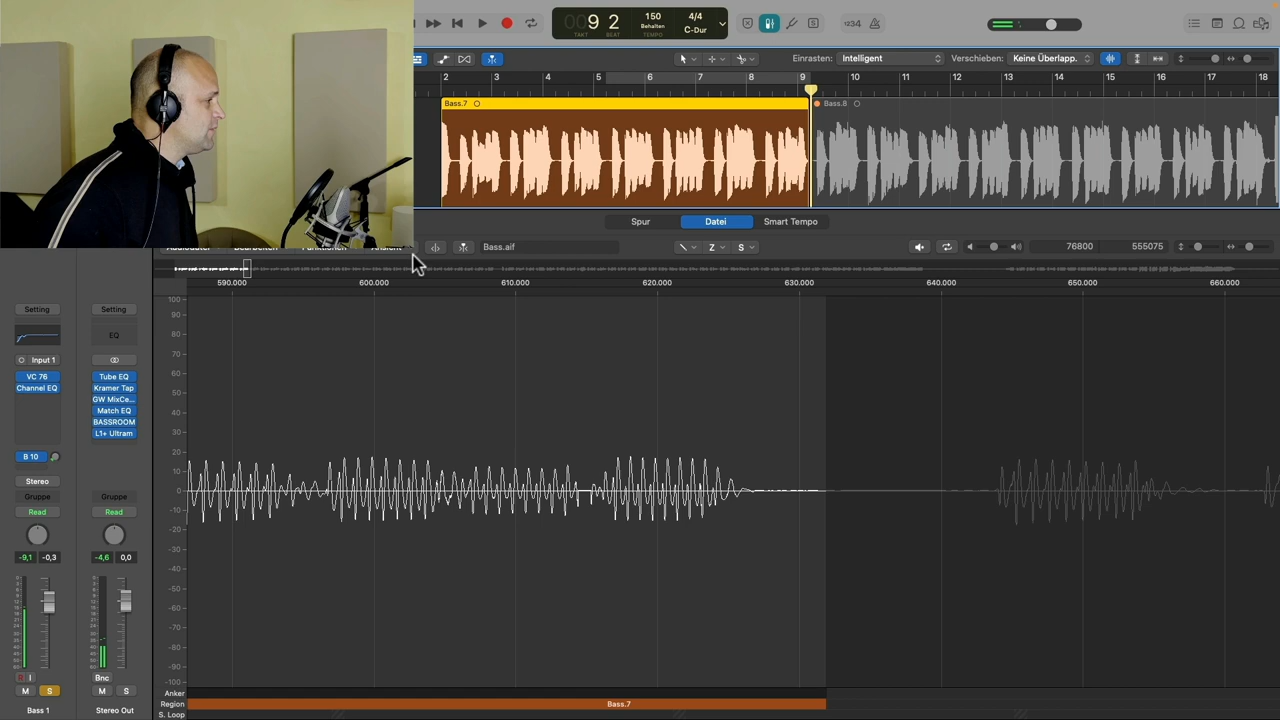 009 2
TAKT BEAT
150
Behalten
TEMPO
4/4
C-Dur
S
1234
Einrasten: Intelligent
Verschieben: Keine Überlapp.
2 3 4 5 6 7 8 9 10 11 12 13 14 15 16 17 18
Bass.7
Bass.8
Spur
Datei
Smart Tempo
Bass.aif
Z
S
76800
555075
590.000 600.000 610.000 620.000 630.000 640.000 650.000 660.000
100
90
80
70
60
50
40
30
20
10
0
-10
-20
-30
-40
-50
-60
-70
-80
-90
-100
Setting Setting
EQ
Input 1
VC 76
Channel EQ
Tube EQ
Kramer Tap
GW MixCe...
Match EQ
BASSROOM
L1+ Ultram
B 10
Stereo
Gruppe Gruppe
Read Read
-9,1 -0,3 -4,6 0,0
I
Bnc
M S M S
Bass 1
Stereo Out
Anker
Region
Bass.7
S. Loop